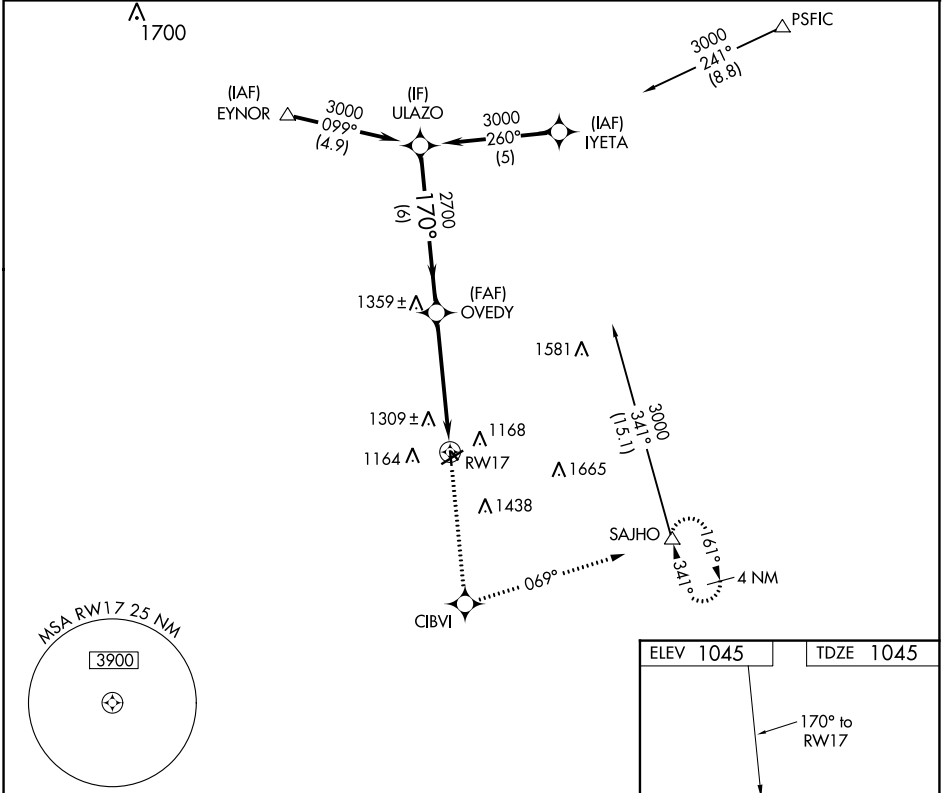 1700
PSFIC
3000
241°
(8.8)
(IAF)
EYNOR
3000
099°
(4.9)
(IF)
ULAZO
3000
260°
(5)
(IAF)
IYETA
2700
170°
(6)
1359 ±
(FAF)
OVEDY
1581
3000
341°
(15.1)
1309 ±
1168
1164
RW17
1665
1438
SAJHO
161°
341°
4 NM
069°
CIBVI
MSA RW17 25 NM
3900
ELEV 1045
TDZE 1045
170° to
RW17